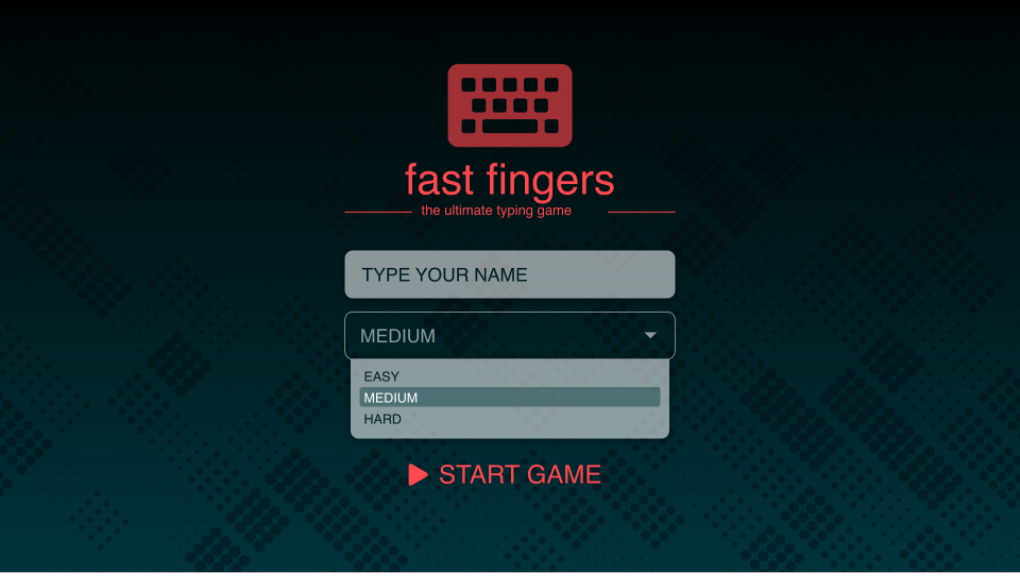 fast fingers
the ultimate typing game
TYPE YOUR NAME
MEDIUM
EASY
MEDIUM
HARD
START GAME